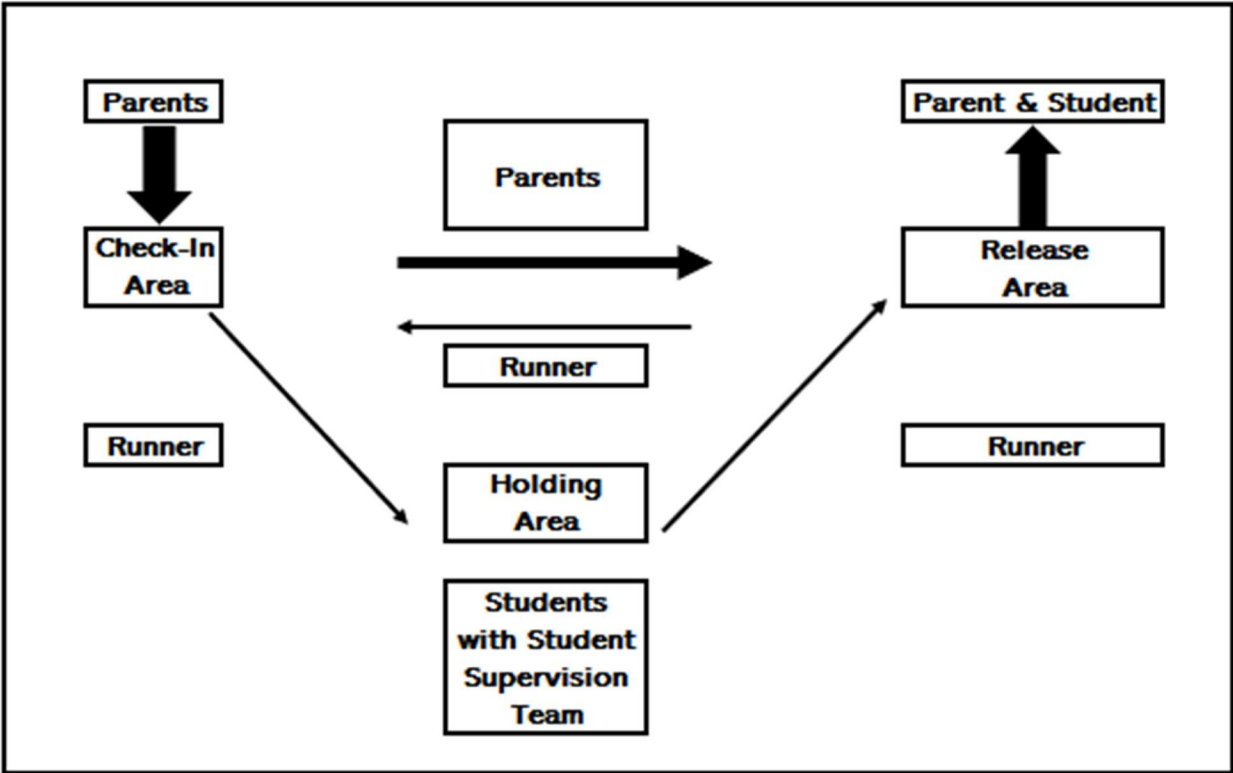 Parents
Parent & Student
Parents
Check-In
Area
Release
Area
Runner
Runner
Runner
Holding
Area
Students
with Student
Supervision
Team